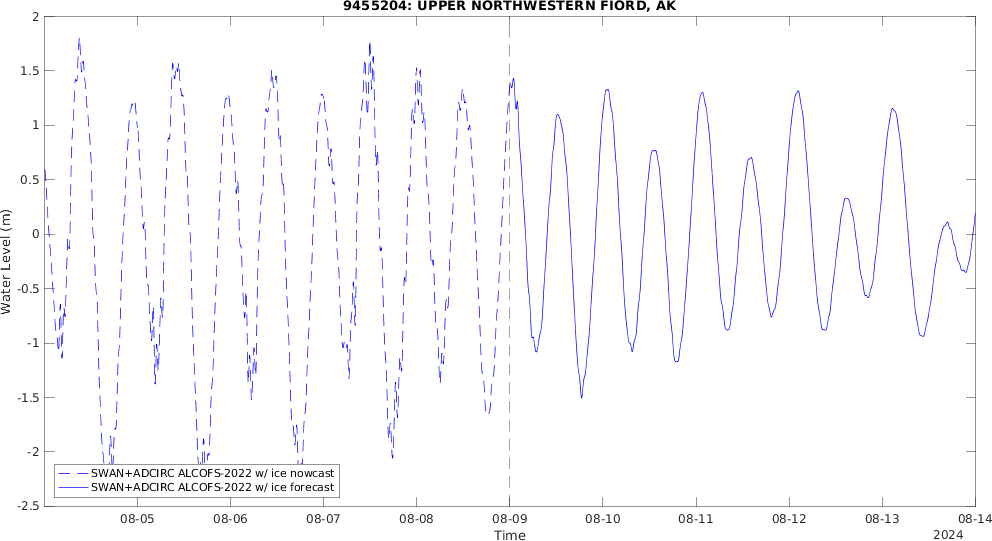 9455204: UPPER NORTHWESTERN FIORD, AK
Water Level (m)
2
1.5
1
0.5
0
-0.5
-1
-1.5
-2
-2.5
SWAN+ADCIRC ALCOFS-2022 w/ ice nowcast
SWAN+ADCIRC ALCOFS-2022 w/ ice forecast
08-05 08-06 08-07 08-08 08-09 08-10 08-11 08-12 08-13 08-14
Time
2024